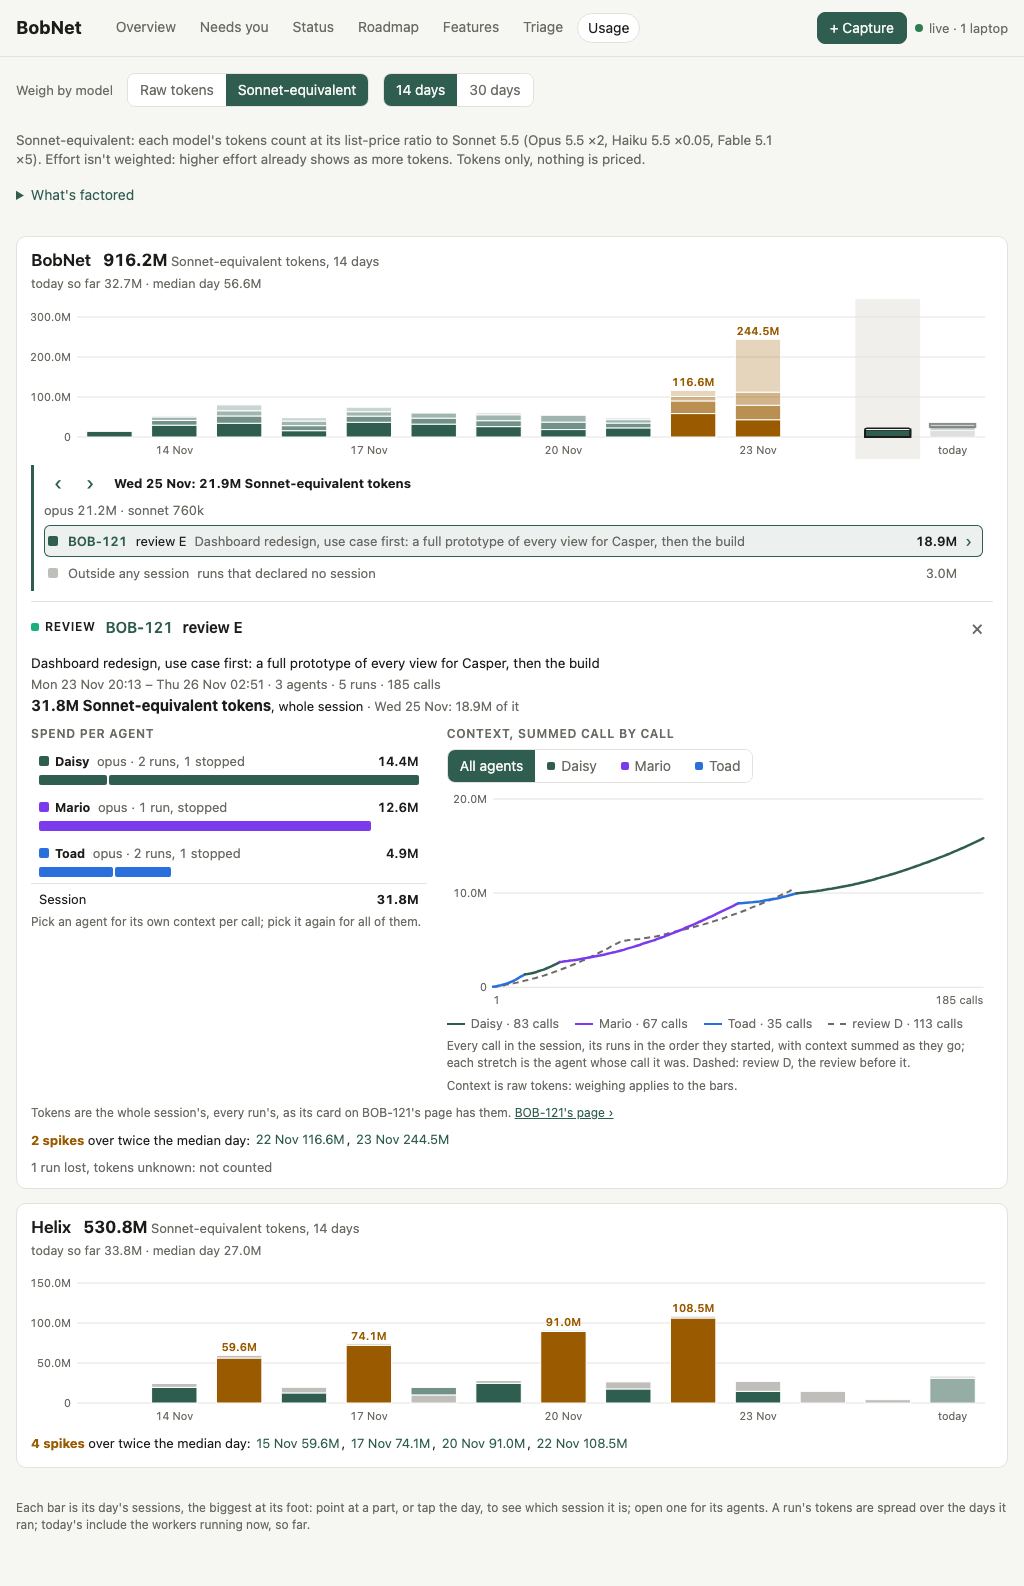 BobNet
Overview Needs you Status Roadmap Features Triage Usage
+ Capture live · 1 laptop
Weigh by model Raw tokens Sonnet-equivalent 14 days 30 days
Sonnet-equivalent: each model's tokens count at its list-price ratio to Sonnet 5.5 (Opus 5.5 ×2, Haiku 5.5 ×0.05, Fable 5.1
×5). Effort isn't weighted: higher effort already shows as more tokens. Tokens only, nothing is priced.
▶ What's factored
BobNet 916.2M Sonnet-equivalent tokens, 14 days
today so far 32.7M · median day 56.6M
300.0M
200.0M
100.0M
0
116.6M
244.5M
14 Nov 17 Nov 20 Nov 23 Nov today
‹ › Wed 25 Nov: 21.9M Sonnet-equivalent tokens
opus 21.2M · sonnet 760k
BOB-121 review E Dashboard redesign, use case first: a full prototype of every view for Casper, then the build 18.9M ›
Outside any session runs that declared no session 3.0M
REVIEW BOB-121 review E ×
Dashboard redesign, use case first: a full prototype of every view for Casper, then the build
Mon 23 Nov 20:13 – Thu 26 Nov 02:51 · 3 agents · 5 runs · 185 calls
31.8M Sonnet-equivalent tokens, whole session · Wed 25 Nov: 18.9M of it
SPEND PER AGENT
Daisy opus · 2 runs, 1 stopped 14.4M
Mario opus · 1 run, stopped 12.6M
Toad opus · 2 runs, 1 stopped 4.9M
Session 31.8M
Pick an agent for its own context per call; pick it again for all of them.
CONTEXT, SUMMED CALL BY CALL
All agents Daisy Mario Toad
20.0M
10.0M
0
1 185 calls
Daisy · 83 calls Mario · 67 calls Toad · 35 calls review D · 113 calls
Every call in the session, its runs in the order they started, with context summed as they go;
each stretch is the agent whose call it was. Dashed: review D, the review before it.
Context is raw tokens: weighing applies to the bars.
Tokens are the whole session's, every run's, as its card on BOB-121's page has them. BOB-121's page ›
2 spikes over twice the median day: 22 Nov 116.6M, 23 Nov 244.5M
1 run lost, tokens unknown: not counted
Helix 530.8M Sonnet-equivalent tokens, 14 days
today so far 33.8M · median day 27.0M
150.0M
100.0M
50.0M
0
59.6M
74.1M
91.0M
108.5M
14 Nov 17 Nov 20 Nov 23 Nov today
4 spikes over twice the median day: 15 Nov 59.6M, 17 Nov 74.1M, 20 Nov 91.0M, 22 Nov 108.5M
Each bar is its day's sessions, the biggest at its foot: point at a part, or tap the day, to see which session it is; open one for its agents. A run's tokens are spread over the days it
ran; today's include the workers running now, so far.